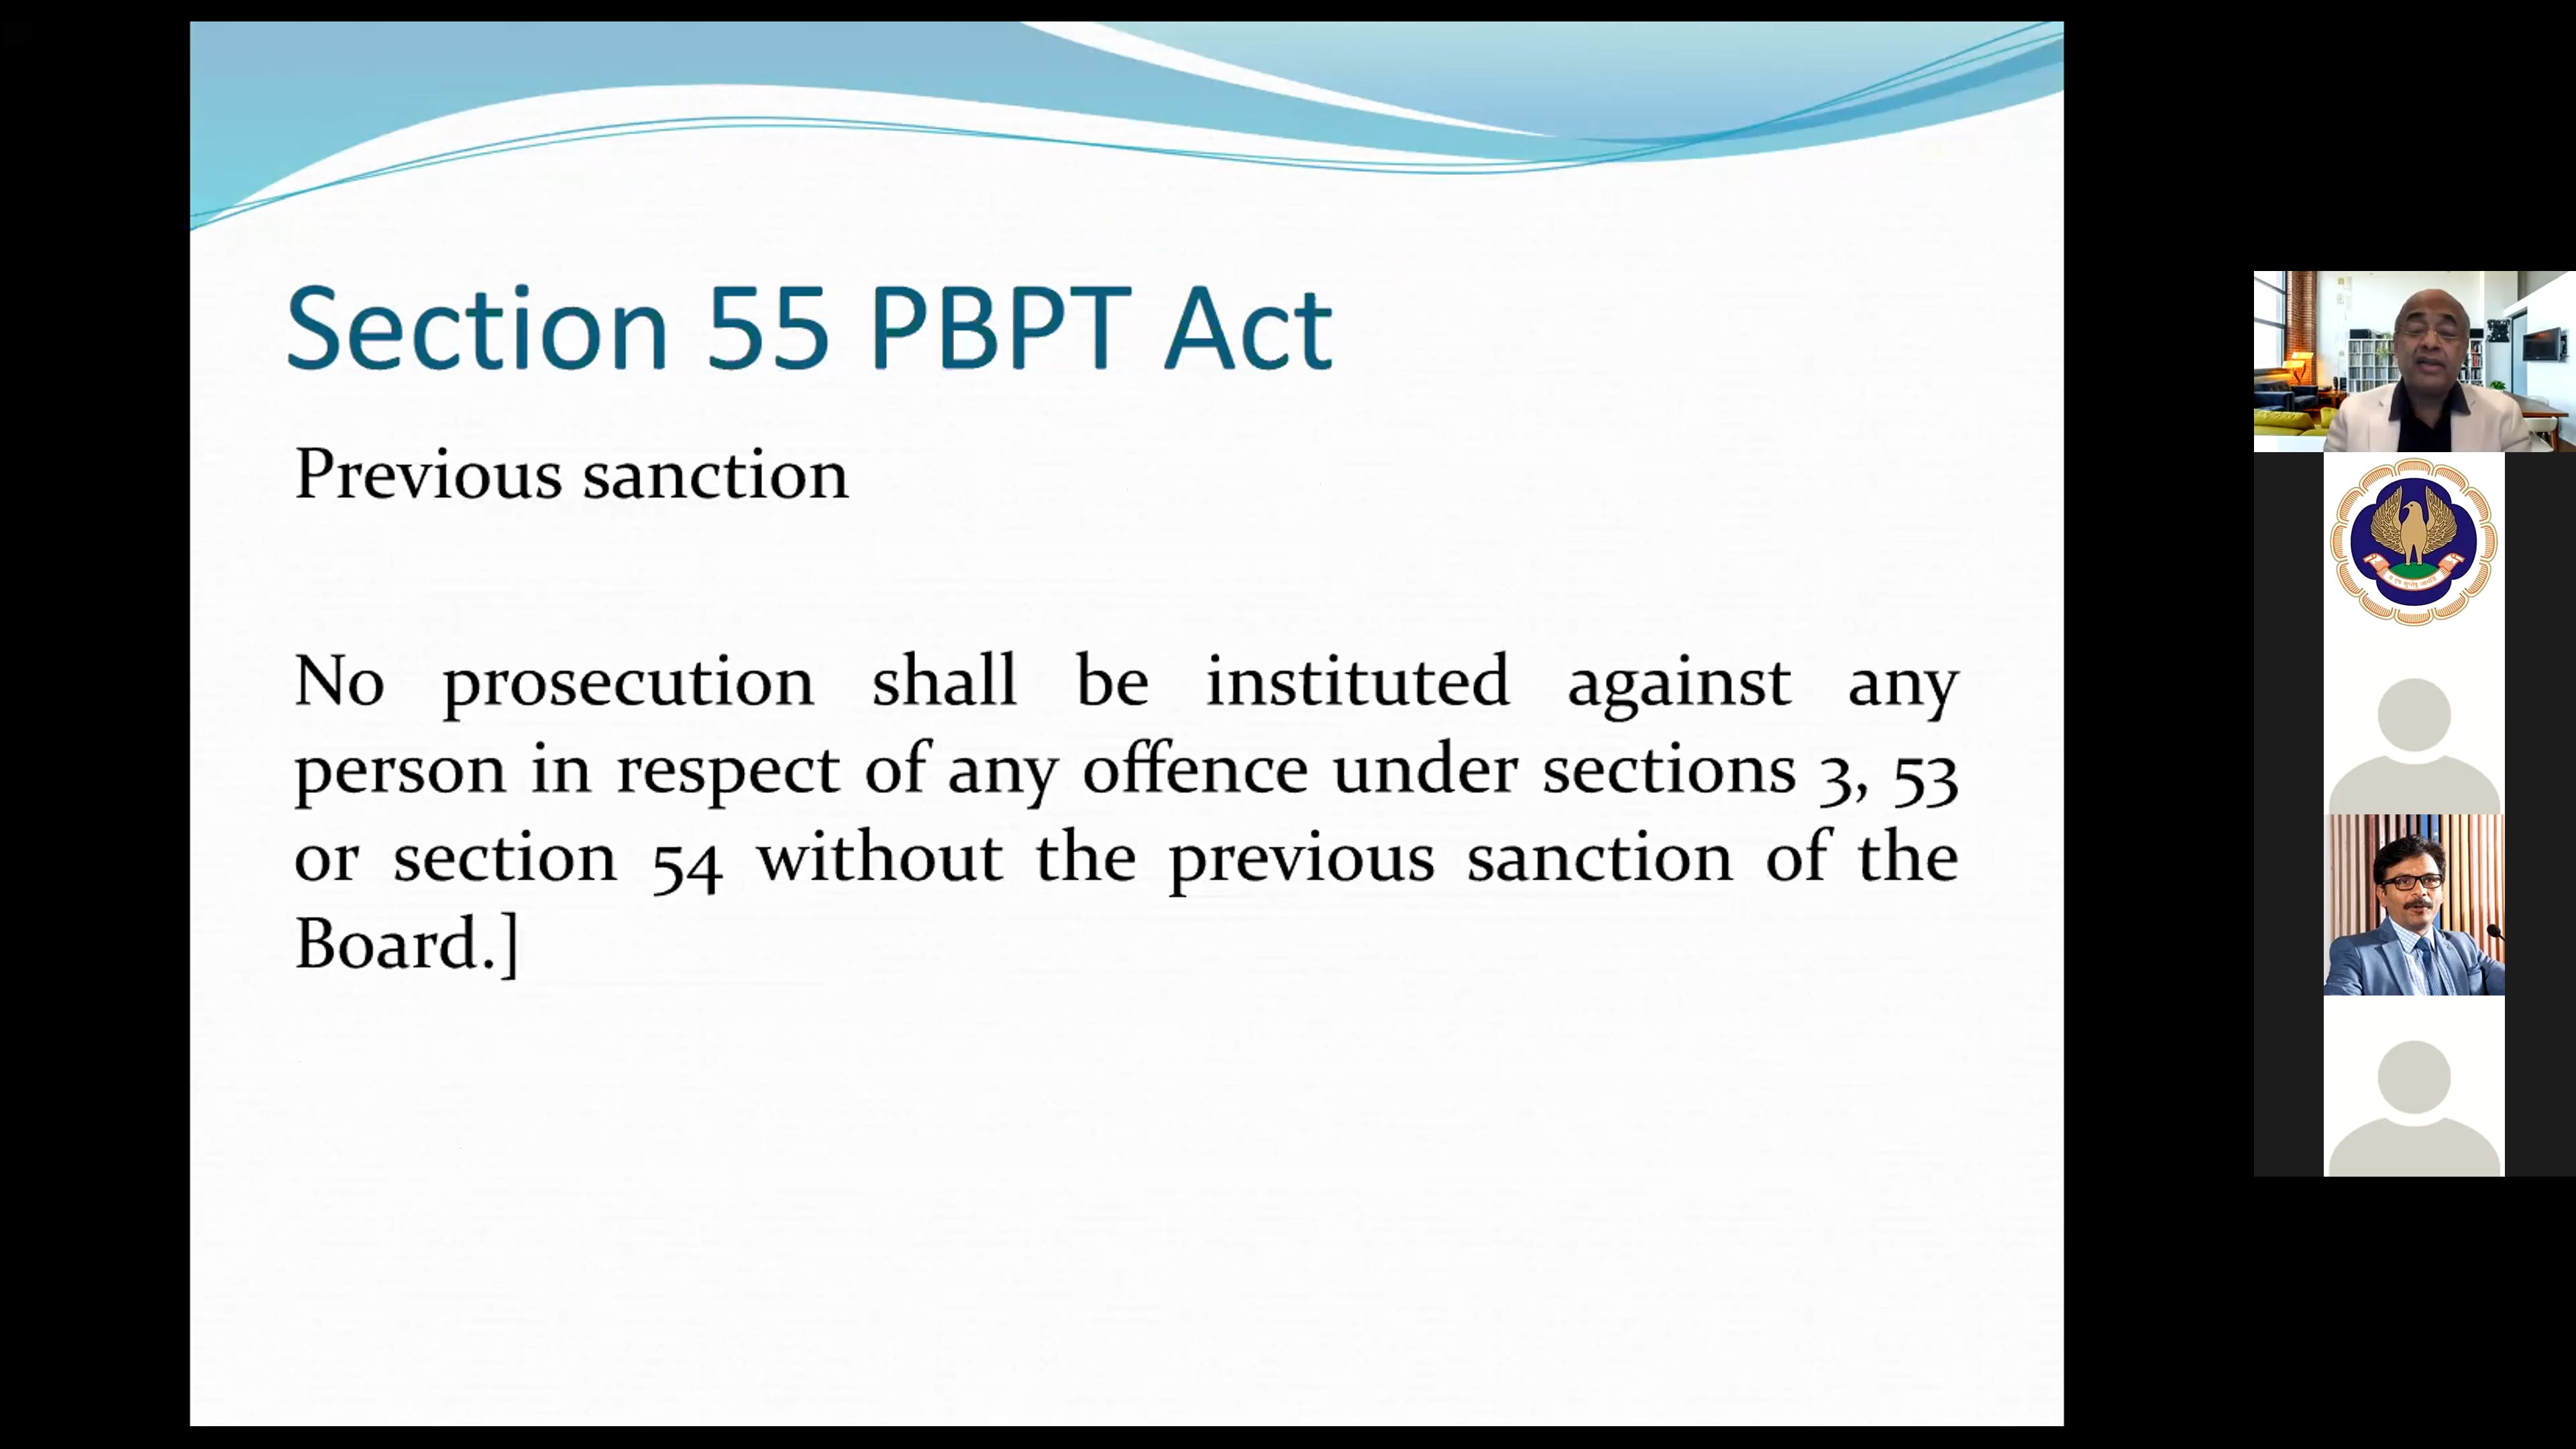 Section 55 PBPT Act
Previous sanction
No prosecution shall be instituted against any
person in respect of any offence under sections 3, 53
or section 54 without the previous sanction of the
Board.]